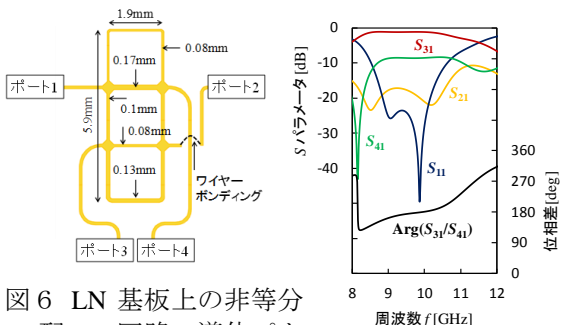 1.9mm
0.08mm
0.17mm
ポート1
ポート2
5.9mm
0.1mm
0.08mm
0.13mm
ワイヤー
ボンディング
ポート3
ポート4
図６ LN 基板上の非等分
S パラメータ[dB]
0
-10
-20
-30
-40
S31
S21
S41
S11
Arg(S31/S41)
360
270
180
90
0
位相差[deg]
8 9 10 11 12
周波数 f [GHz]